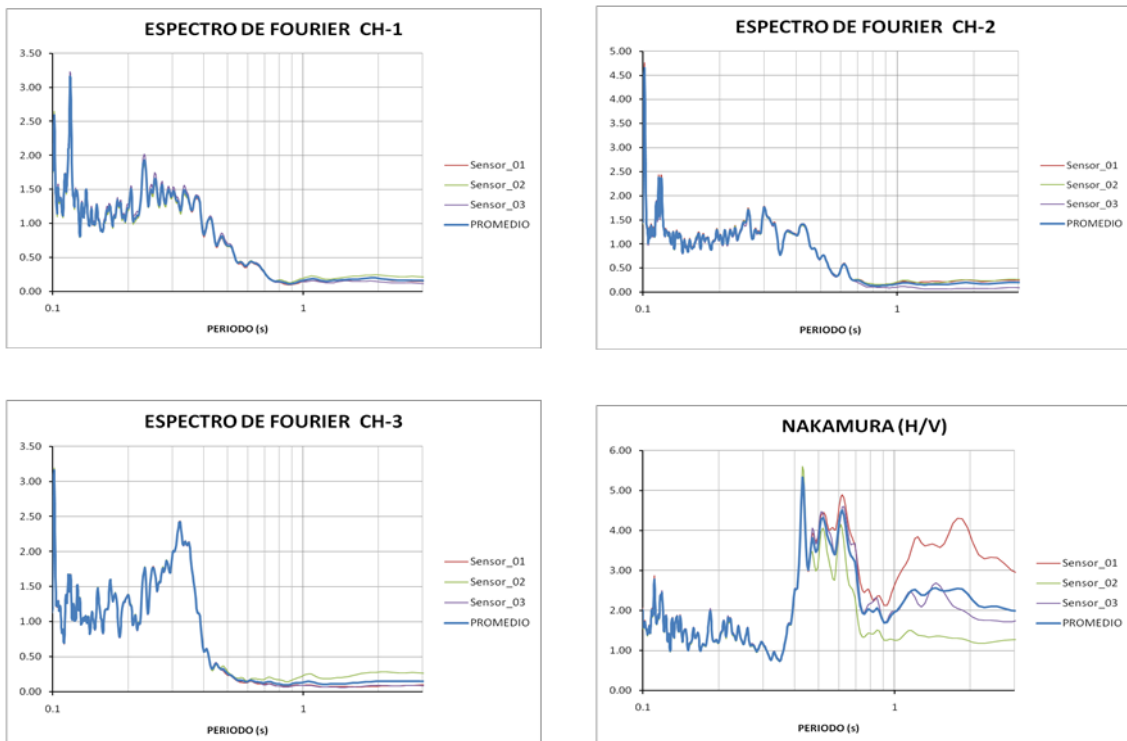 ESPECTRO DE FOURIER CH-1
3.50
3.00
2.50
2.00
1.50
1.00
0.50
0.00
0.1
1
PERIODO (s)
Sensor_01
Sensor_02
Sensor_03
PROMEDIO
ESPECTRO DE FOURIER CH-2
5.00
4.50
4.00
3.50
3.00
2.50
2.00
1.50
1.00
0.50
0.00
0.1
1
PERIODO (s)
Sensor_01
Sensor_02
Sensor_03
PROMEDIO
ESPECTRO DE FOURIER CH-3
3.50
3.00
2.50
2.00
1.50
1.00
0.50
0.00
0.1
1
PERIODO (s)
Sensor_01
Sensor_02
Sensor_03
PROMEDIO
NAKAMURA (H/V)
6.00
5.00
4.00
3.00
2.00
1.00
0.00
0.1
1
PERIODO (s)
Sensor_01
Sensor_02
Sensor_03
PROMEDIO